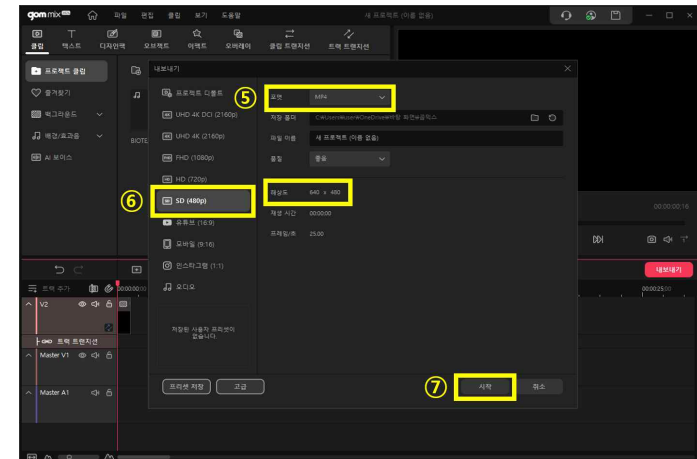 gom mix
파일 편집 클립 보기 도움말
새 프로젝트 (이름 없음)
클립 텍스트 디자인팩 오브젝트 이펙트 오버레이 클립 트랜지션 트랙 트랜지션
프로젝트 클립
즐겨찾기
백그라운드
배경/효과음
AI 보이스
BIOTE
내보내기
프로젝트 디폴트
UHD 4K DCI (2160p)
UHD 4K (2160p)
FHD (1080p)
HD (720p)
⑥ SD (480p)
유튜브 (16:9)
모바일 (9:16)
인스타그램 (1:1)
오디오
저장된 사용자 프리셋이
없습니다.
⑤ 포맷 MP4
저장 폴더
파일 이름 새 프로젝트 (이름 없음)
품질 좋음
해상도 640 x 480
재생 시간 00:00:00
프레임/초 25.00
프리셋 저장 고급
⑦ 시작 취소
00:00:00;16
내보내기
트랙 추가 00:00:00:00
00:00:25:00
V2
트랙 트랜지션
Master V1
Master A1